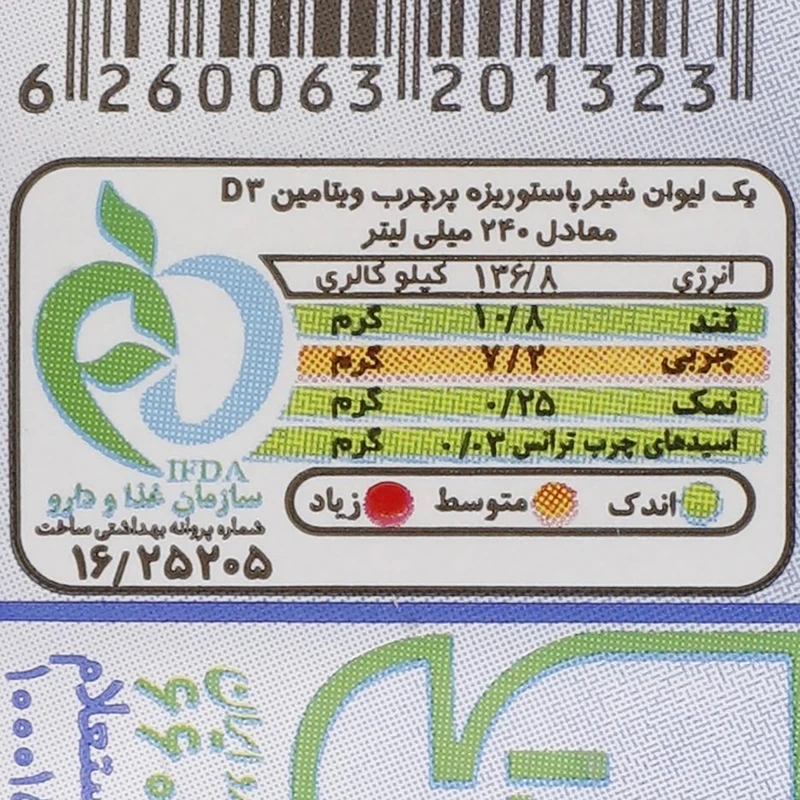 6 260063 201323
یک لیوان شیر پاستوریزه پرچرب ویتامین D۳
معادل ۲۴۰ میلی لیتر
انرژی ۱۳۶/۸ کیلو کالری
قند ۱۰/۸ گرم
چربی ۷/۲ گرم
نمک ۰/۲۵ گرم
اسیدهای چرب ترانس ۰/۰۳ گرم
اندک متوسط زیاد
IFDA
سازمان غذا و دارو
شماره پروانه بهداشتی ساخت
۱۶/۲۵۲۰۵
ایران